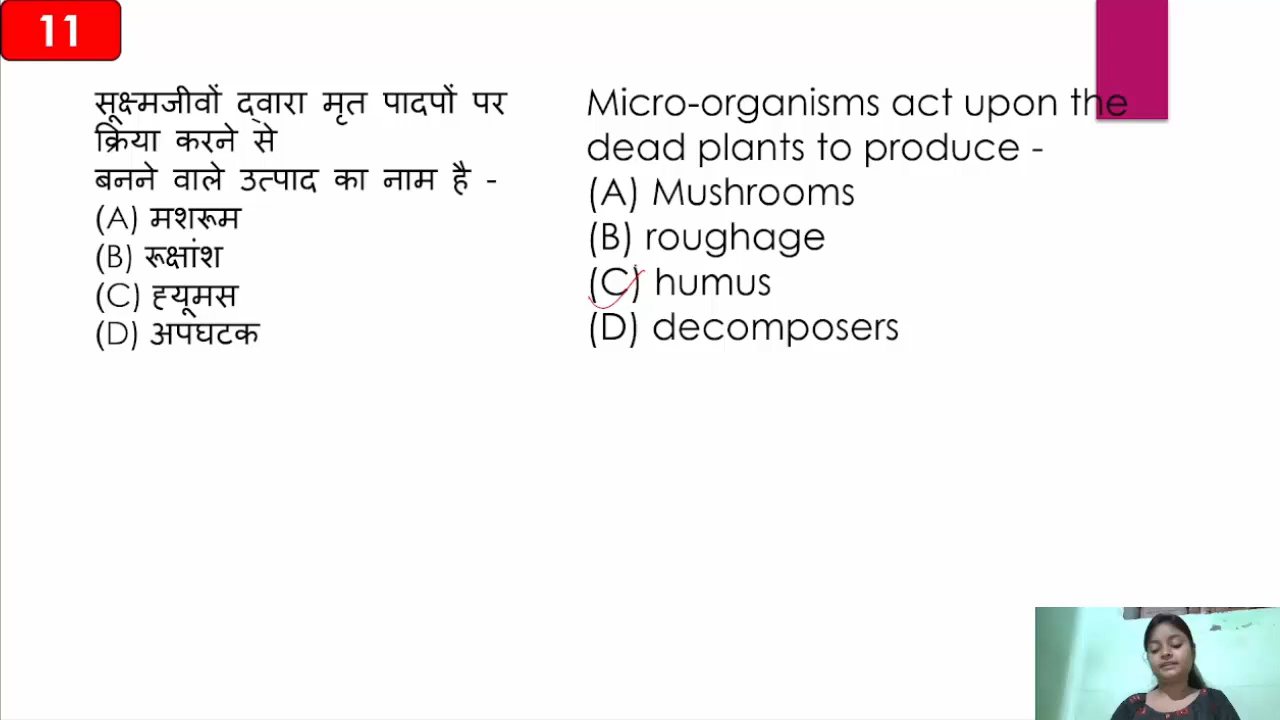 11
सूक्ष्मजीवों द्वारा मृत पादपों पर
क्रिया करने से
बनने वाले उत्पाद का नाम है -
(A) मशरूम
(B) रूक्षांश
(C) ह्यूमस
(D) अपघटक
Micro-organisms act upon the
dead plants to produce -
(A) Mushrooms
(B) roughage
(C) humus
(D) decomposers